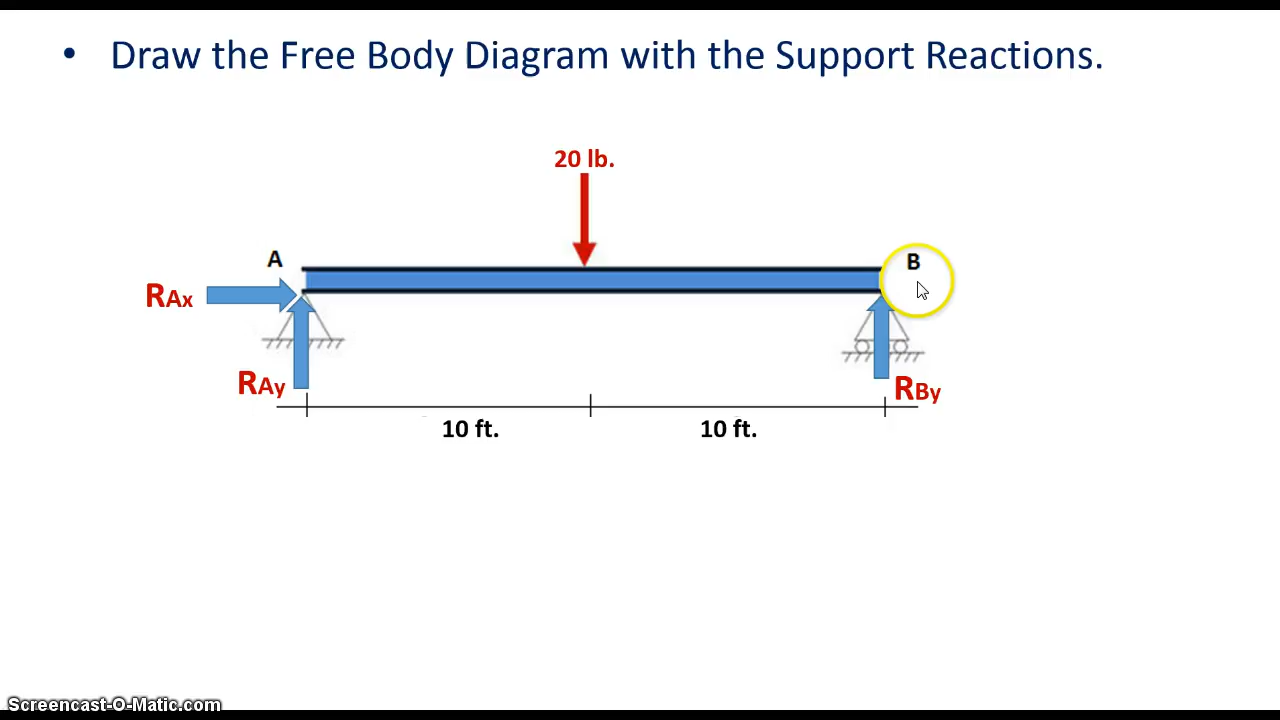 • Draw the Free Body Diagram with the Support Reactions.
20 lb.
A
B
RAx
RAy
RBy
10 ft.
10 ft.
Screencast-O-Matic.com